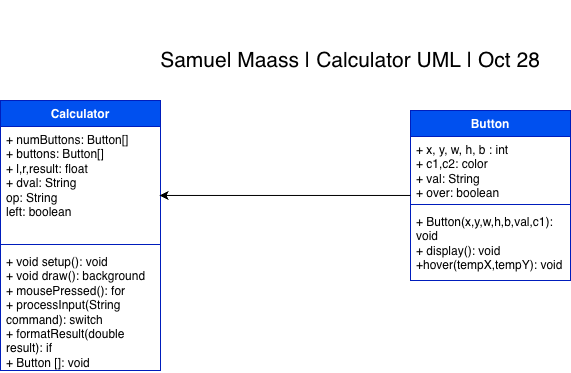 Samuel Maass | Calculator UML | Oct 28
Calculator
+ numButtons: Button[]
+ buttons: Button[]
+ l,r,result: float
+ dval: String
op: String
left: boolean
+ void setup(): void
+ void draw(): background
+ mousePressed(): for
+ processInput(String
command): switch
+ formatResult(double
result): if
+ Button []: void
Button
+ x, y, w, h, b : int
+ c1,c2: color
+ val: String
+ over: boolean
+ Button(x,y,w,h,b,val,c1):
void
+ display(): void
+hover(tempX,tempY): void